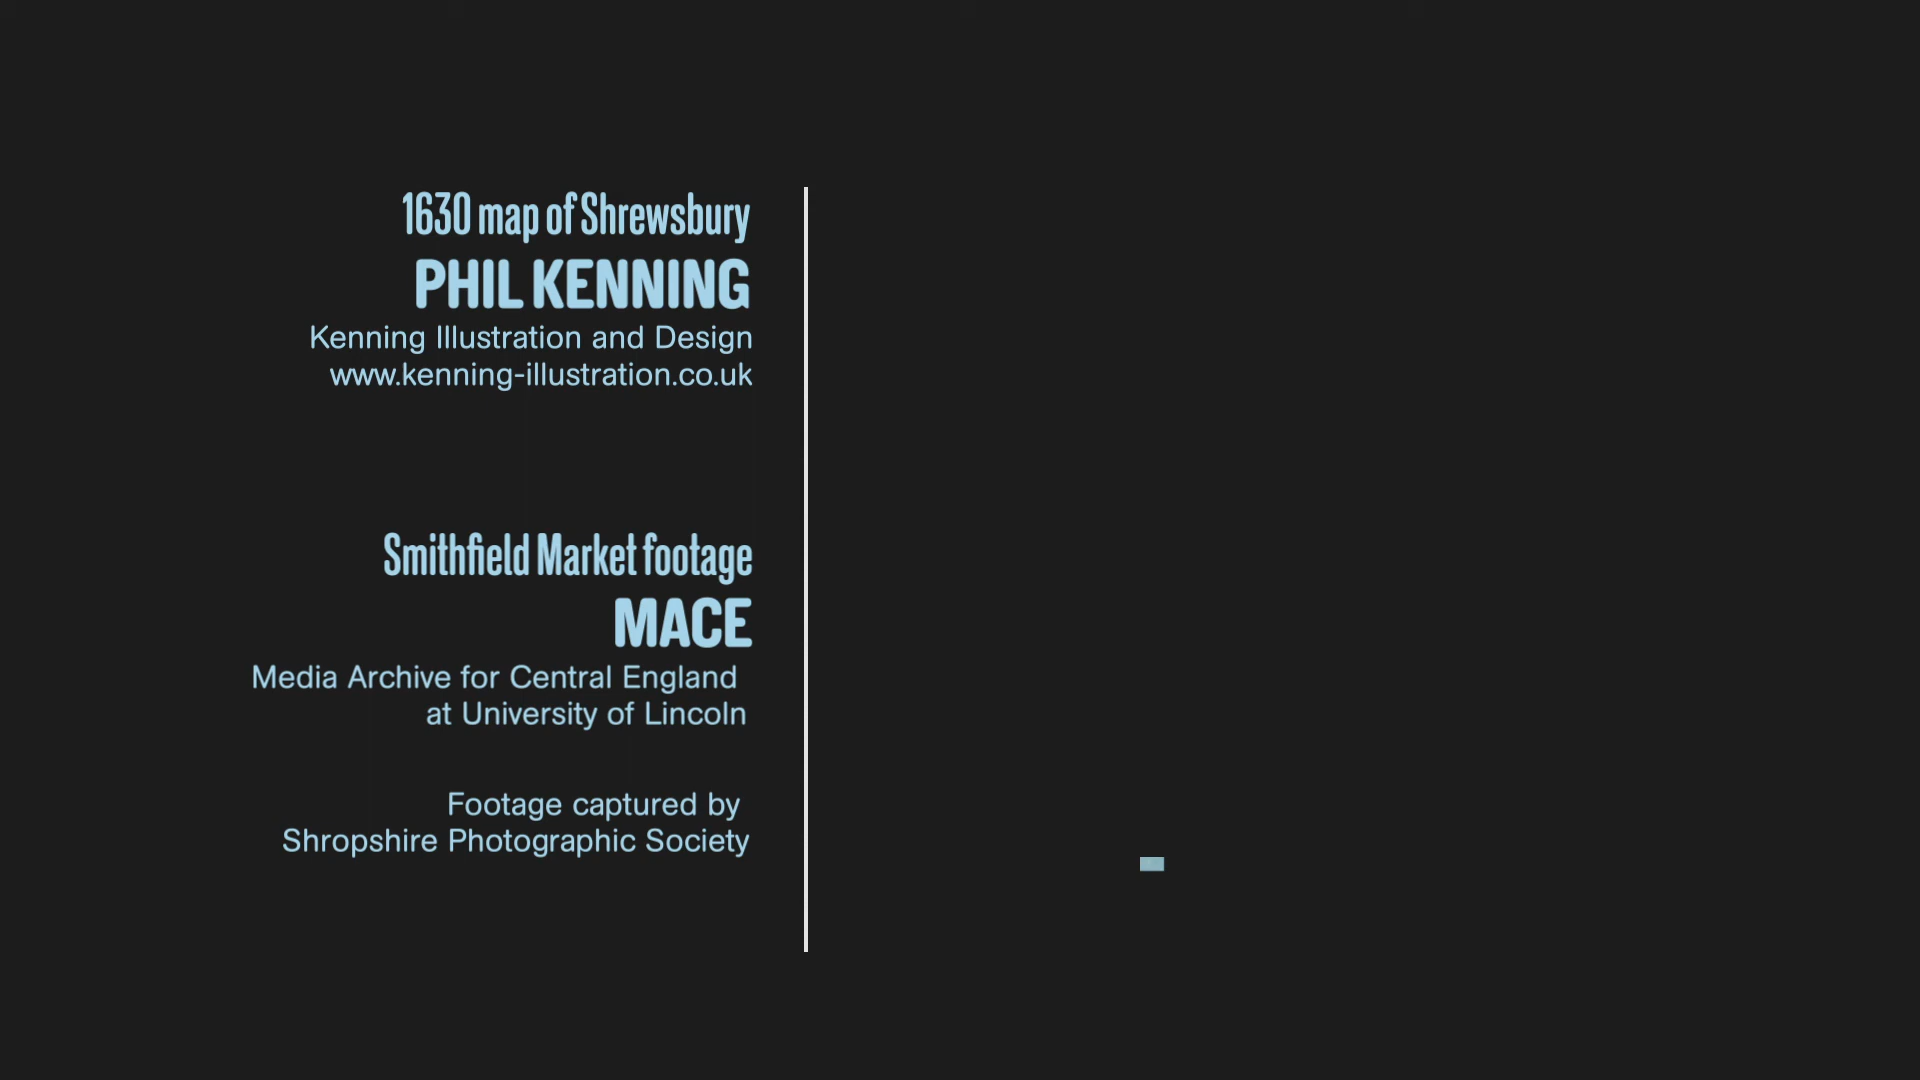 1630 map of Shrewsbury
PHIL KENNING
Kenning Illustration and Design
www.kenning-illustration.co.uk
Smithfield Market footage
MACE
Media Archive for Central England
at University of Lincoln
Footage captured by
Shropshire Photographic Society